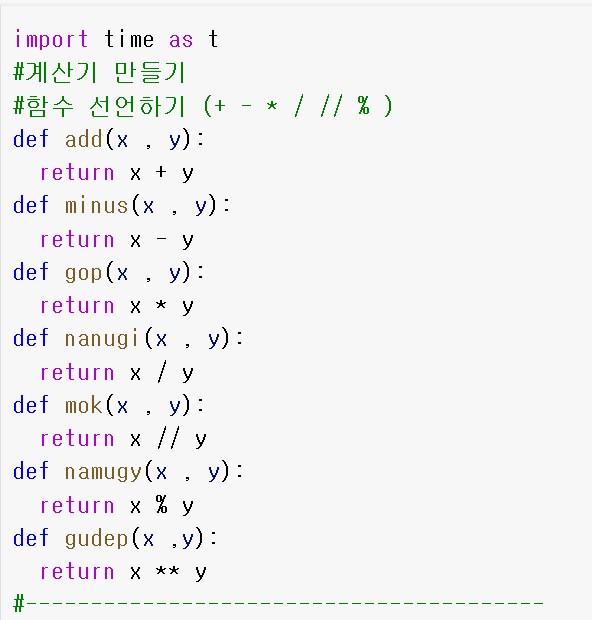 import time as t
#계산기 만들기
#함수 선언하기 (+ - * / // % )
def add(x , y):
  return x + y
def minus(x , y):
  return x - y
def gop(x , y):
  return x * y
def nanugi(x , y):
  return x / y
def mok(x , y):
  return x // y
def namugy(x , y):
  return x % y
def gudep(x ,y):
  return x ** y
#----------------------------------------